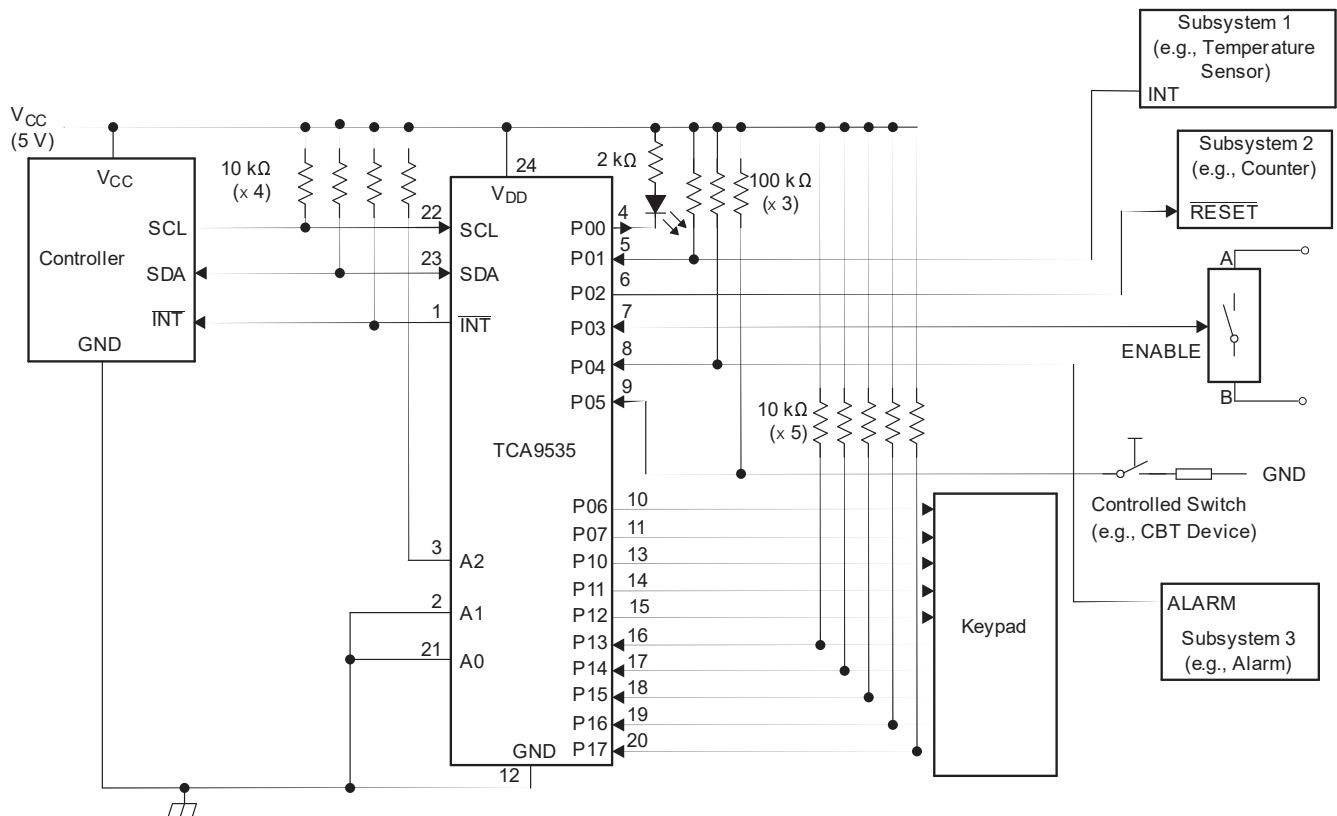 Subsystem 1
(e.g., Temperature
Sensor)
INT
VCC
(5 V)
VCC
10 kΩ
(x 4)
24
VDD
2 kΩ
100 kΩ
(x 3)
Subsystem 2
(e.g., Counter)
RESET
SCL
22
SCL
P00
4
Controller
SDA
23
SDA
P01
5
P02
6
A
INT
1
INT
P03
7
ENABLE
GND
P04
8
B
P05
9
10 kΩ
(x 5)
TCA9535
GND
Controlled Switch
(e.g., CBT Device)
P06
10
P07
11
3
A2
P10
13
P11
14
2
A1
P12
15
Keypad
ALARM
Subsystem 3
(e.g., Alarm)
P13
16
21
A0
P14
17
P15
18
P16
19
GND
P17
20
12